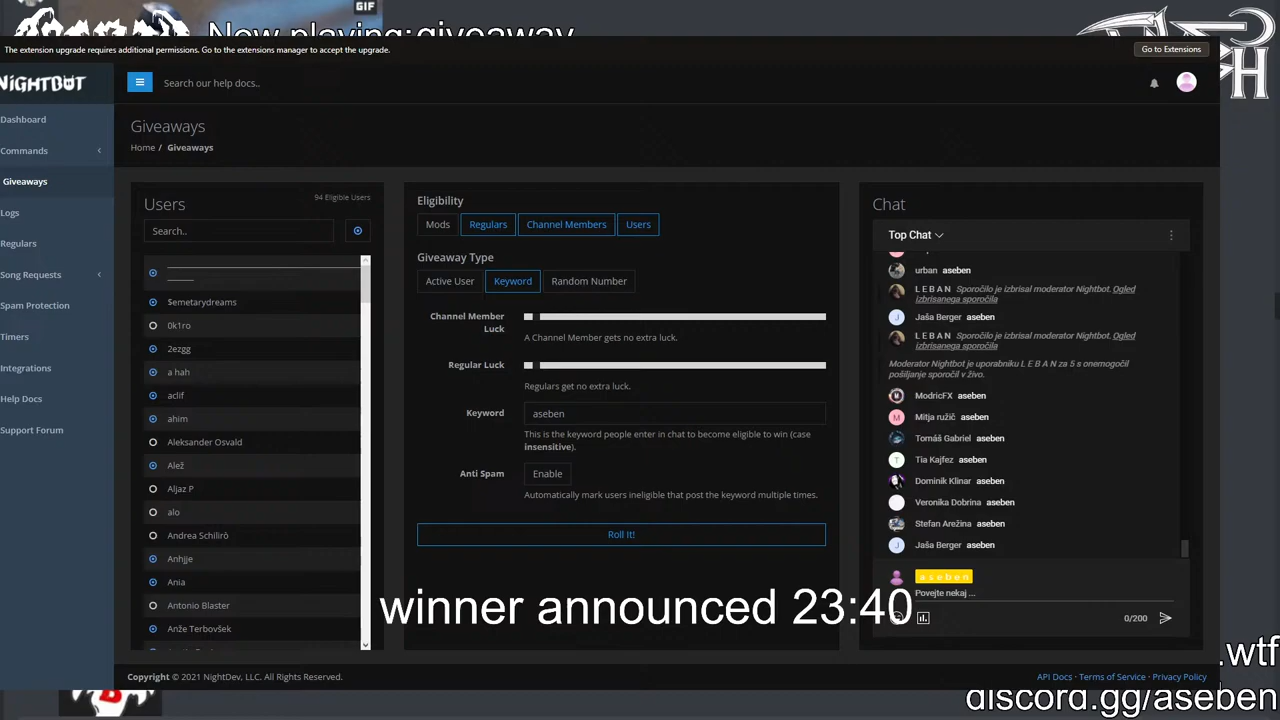 GIF
Now playing:giveaway
The extension upgrade requires additional permissions. Go to the extensions manager to accept the upgrade.
Go to Extensions
NIGHTBOT
Search our help docs..
Dashboard
Commands
Giveaways
Logs
Regulars
Song Requests
Spam Protection
Timers
Integrations
Help Docs
Support Forum
Giveaways
Home / Giveaways
Users
94 Eligible Users
Search..
$emetarydreams
0k1ro
2ezgg
a hah
aclif
ahim
Aleksander Osvald
Alež
Aljaz P
alo
Andrea Schilirò
Anhjje
Ania
Antonio Blaster
Anže Terbovšek
Eligibility
Mods
Regulars
Channel Members
Users
Giveaway Type
Active User
Keyword
Random Number
Channel Member
Luck
A Channel Member gets no extra luck.
Regular Luck
Regulars get no extra luck.
Keyword
aseben
This is the keyword people enter in chat to become eligible to win (case
insensitive).
Anti Spam
Enable
Automatically mark users ineligible that post the keyword multiple times.
Roll It!
winner announced 23:40
Chat
Top Chat
urban aseben
L E B A N Sporočilo je izbrisal moderator Nightbot. Ogled
izbrisanega sporočila
Jaša Berger aseben
L E B A N Sporočilo je izbrisal moderator Nightbot. Ogled
izbrisanega sporočila
Moderator Nightbot je uporabniku L E B A N za 5 s onemogočil
pošiljanje sporočil v živo.
ModricFX aseben
Mitja ružič aseben
Tomáš Gabriel aseben
Tia Kajfez aseben
Dominik Klinar aseben
Veronika Dobrina aseben
Stefan Arežina aseben
Jaša Berger aseben
a s e b e n
Povejte nekaj ...
0/200
Copyright © 2021 NightDev, LLC. All Rights Reserved.
API Docs - Terms of Service - Privacy Policy
.wtf
discord.gg/aseben